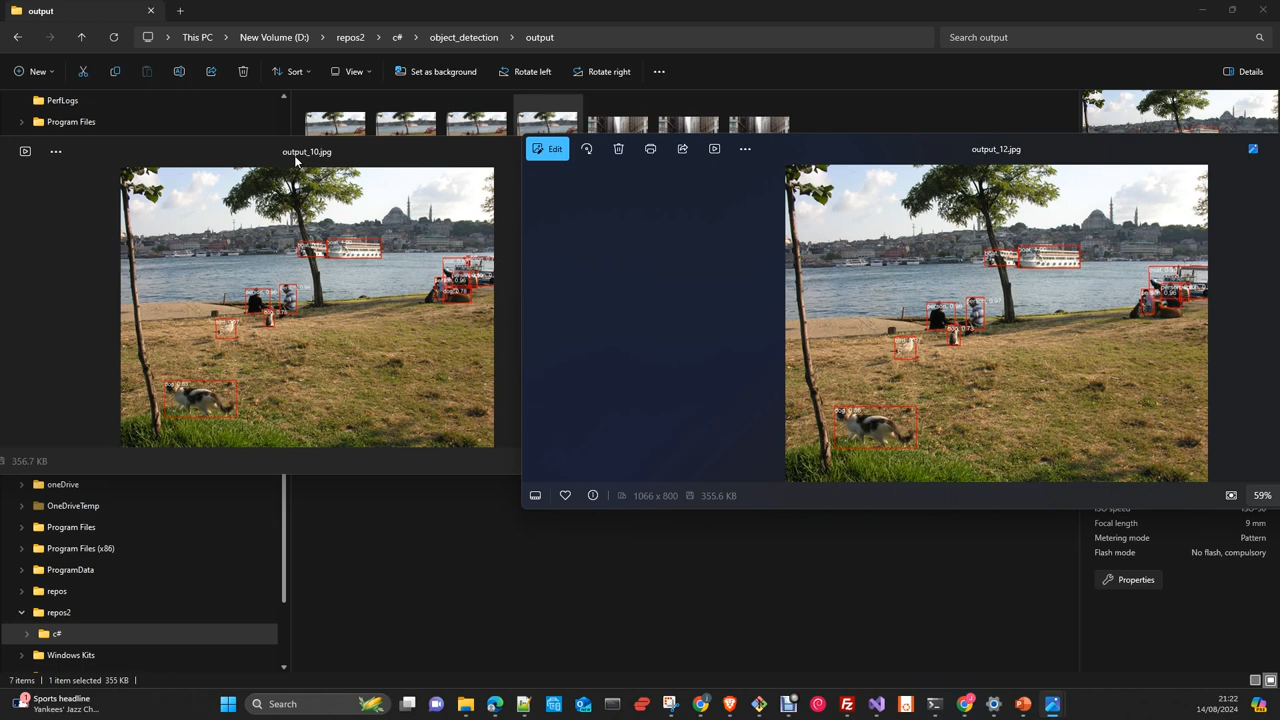 output
This PC
New Volume (D:)
repos2
c#
object_detection
output
Search output
New
Sort
View
Set as background
Rotate left
Rotate right
Details
PerfLogs
Program Files
output_10.jpg
Edit
output_12.jpg
356.7 KB
1066 x 800
355.6 KB
59%
oneDrive
OneDriveTemp
Program Files
Program Files (x86)
ProgramData
repos
repos2
c#
Windows Kits
Focal length
9 mm
Metering mode
Pattern
Flash mode
No flash, compulsory
Properties
7 items
1 item selected 355 KB
1
Sports headline
Yankees' Jazz Ch...
Search
21:22
14/08/2024